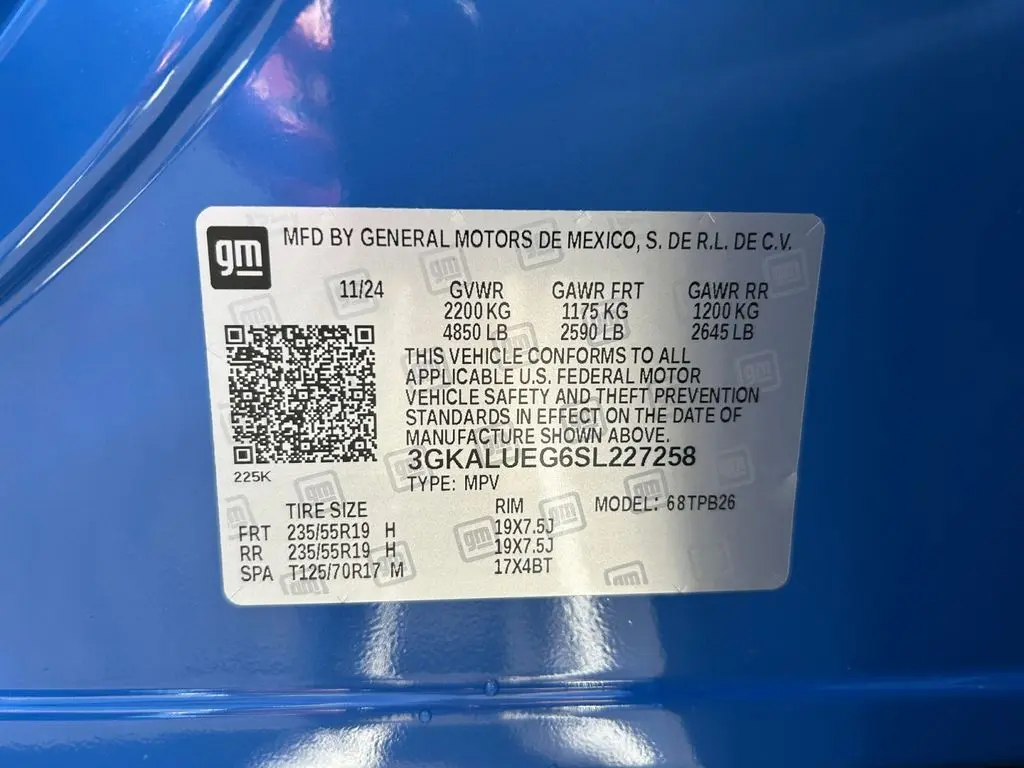 gm MFD BY GENERAL MOTORS DE MEXICO, S. DE R.L. DE C.V.
11/24 GVWR GAWR FRT GAWR RR
2200 KG 1175 KG 1200 KG
4850 LB 2590 LB 2645 LB
THIS VEHICLE CONFORMS TO ALL
APPLICABLE U.S. FEDERAL MOTOR
VEHICLE SAFETY AND THEFT PREVENTION
STANDARDS IN EFFECT ON THE DATE OF
MANUFACTURE SHOWN ABOVE.
3GKALUEG6SL227258
225K
TYPE: MPV
TIRE SIZE RIM MODEL: 68TPB26
FRT 235/55R19 H 19X7.5J
RR 235/55R19 H 19X7.5J
SPA T125/70R17 M 17X4BT